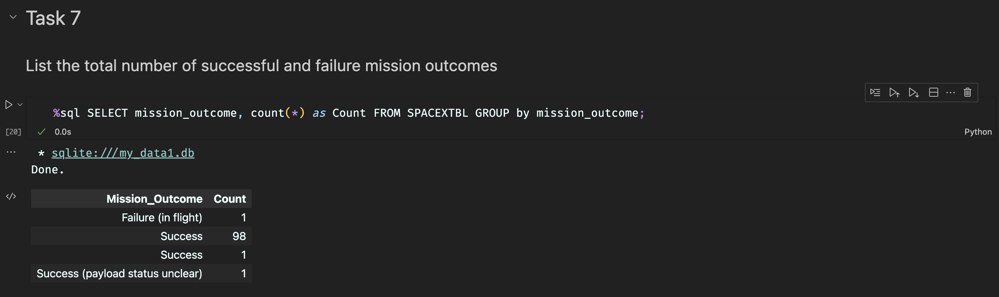 Task 7
List the total number of successful and failure mission outcomes
%sql SELECT mission_outcome, count(*) as Count FROM SPACEXTBL GROUP by mission_outcome;
[20] 0.0s Python
* sqlite:///my_data1.db
Done.
Mission_Outcome Count
Failure (in flight) 1
Success 98
Success 1
Success (payload status unclear) 1